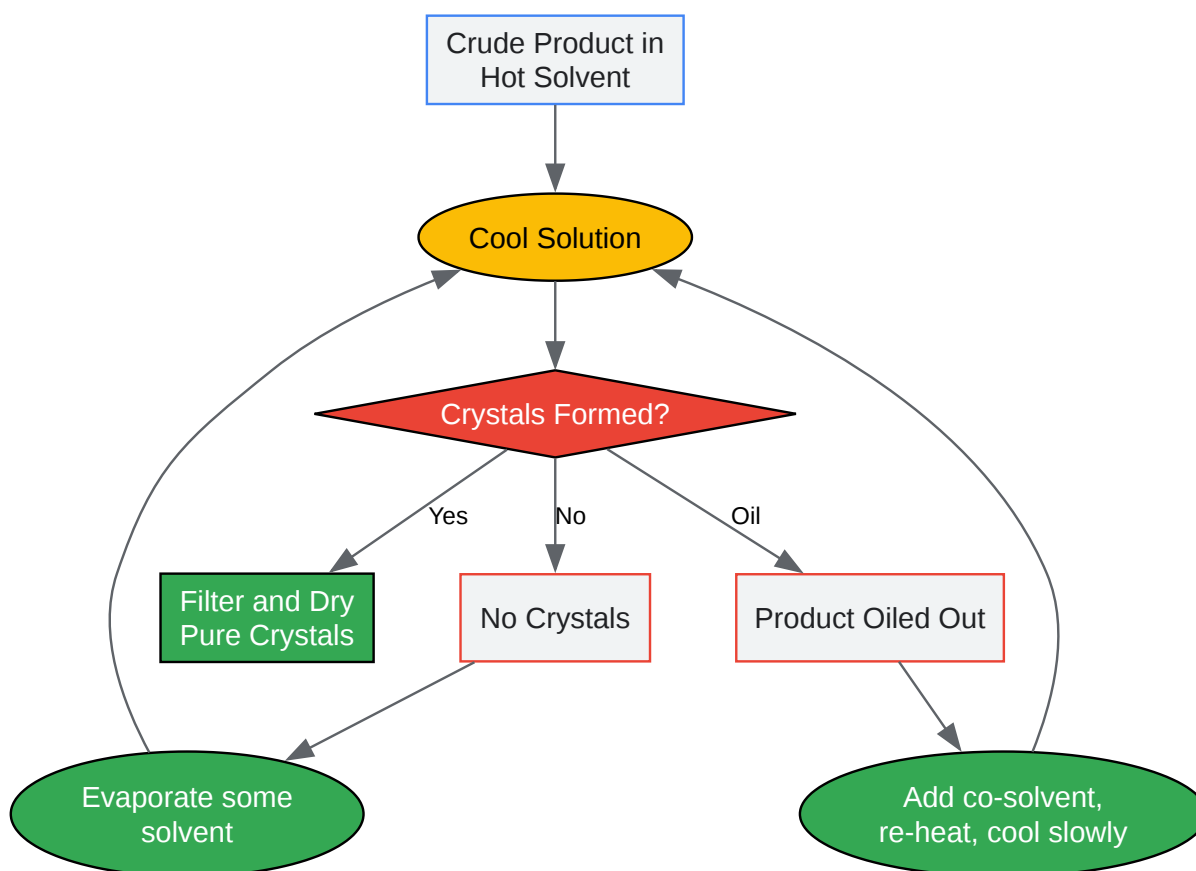 Crude Product in
Hot Solvent
Cool Solution
Crystals Formed?
Yes
No
Oil
Filter and Dry
Pure Crystals
No Crystals
Product Oiled Out
Evaporate some
solvent
Add co-solvent,
re-heat, cool slowly